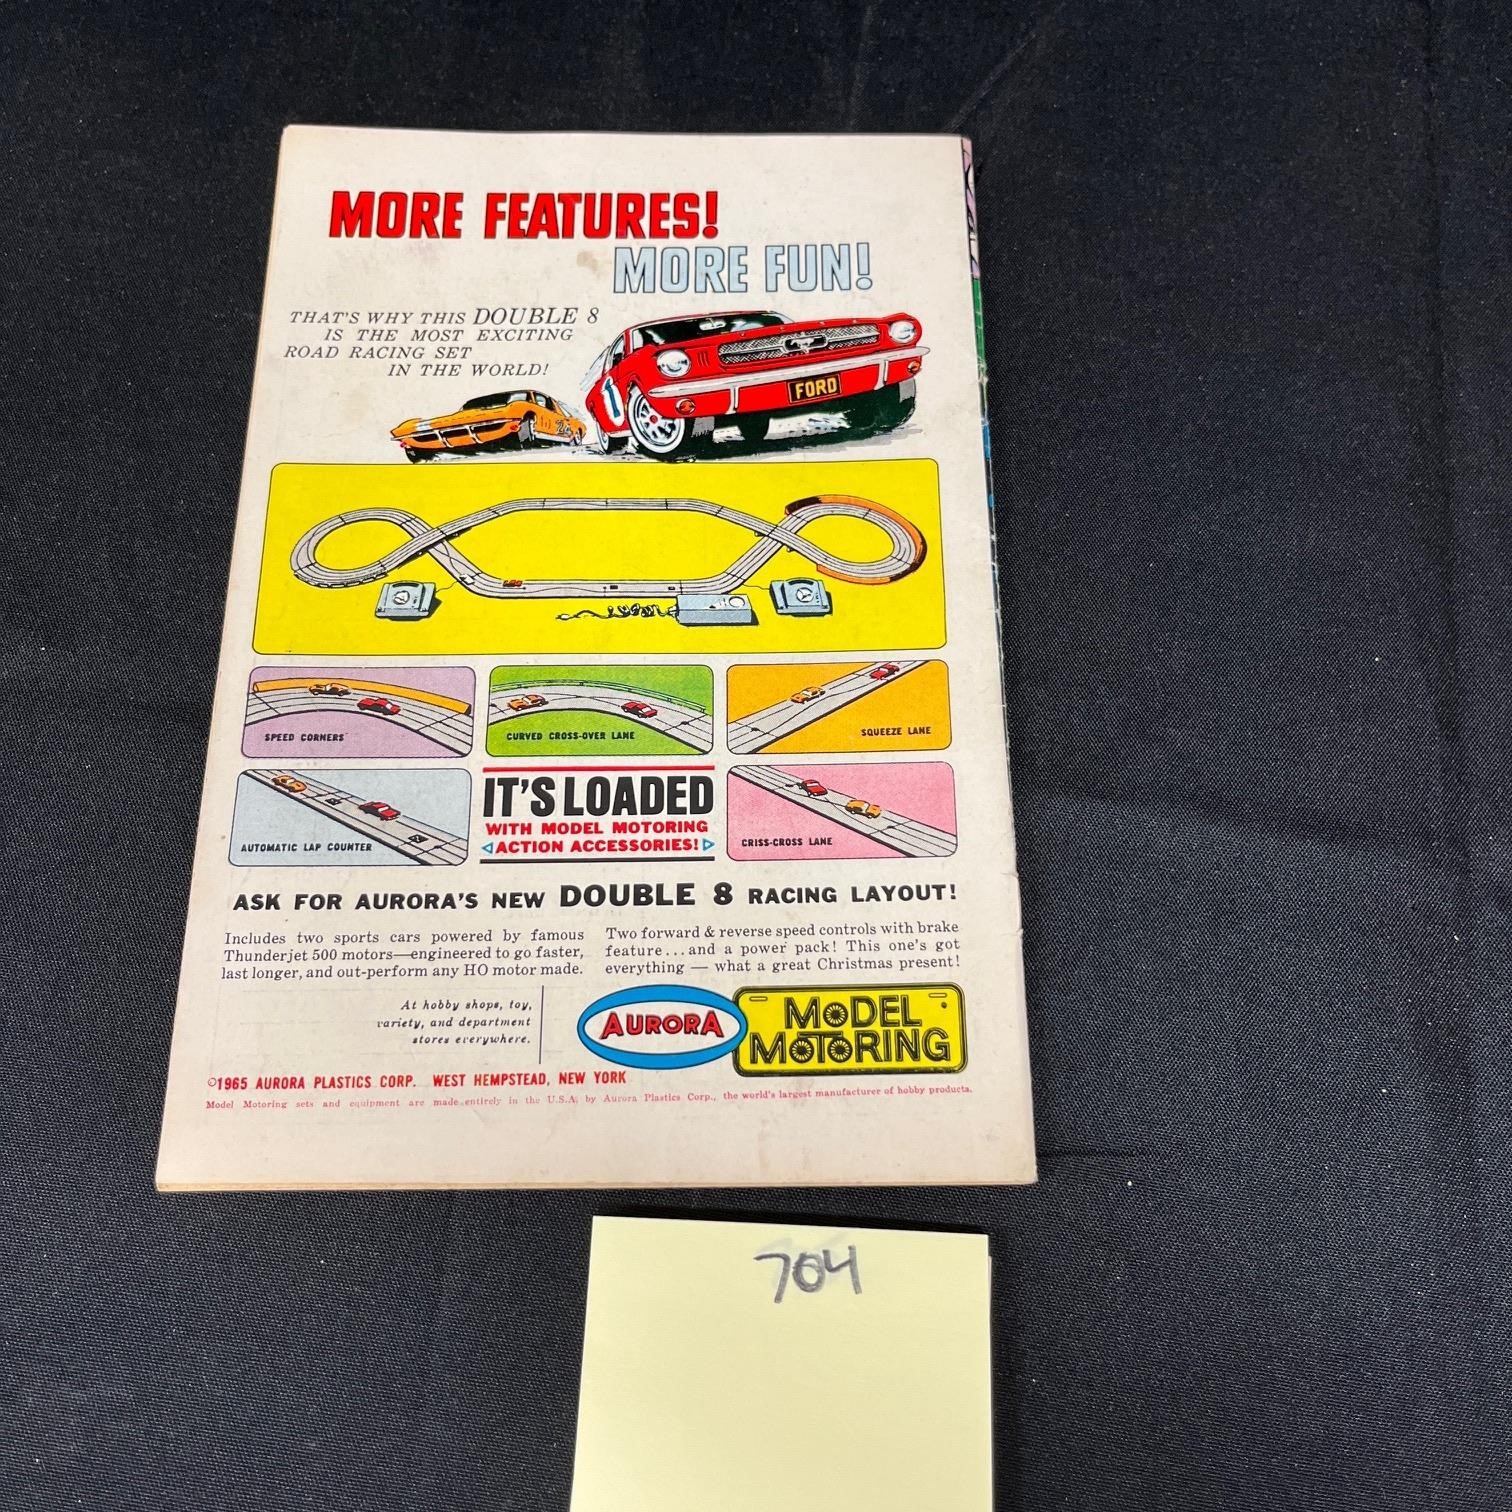 MORE FEATURES!
MORE FUN!
THAT'S WHY THIS DOUBLE 8
IS THE MOST EXCITING
ROAD RACING SET
IN THE WORLD!
1
FORD
SPEED CORNERS
CURVED CROSS-OVER LANE
SQUEEZE LANE
AUTOMATIC LAP COUNTER
IT'S LOADED
WITH MODEL MOTORING
ACTION ACCESSORIES!
CRISS-CROSS LANE
ASK FOR AURORA'S NEW DOUBLE 8 RACING LAYOUT!
Includes two sports cars powered by famous
Thunderjet 500 motors—engineered to go faster,
last longer, and out-perform any HO motor made.
Two forward & reverse speed controls with brake
feature...and a power pack! This one's got
everything — what a great Christmas present!
At hobby shops, toy,
variety, and department
stores everywhere.
AURORA
MODEL
MOTORING
©1965 AURORA PLASTICS CORP. WEST HEMPSTEAD, NEW YORK
Model Motoring sets and equipment are made entirely in the U.S.A. by Aurora Plastics Corp., the world's largest manufacturer of hobby products.
704